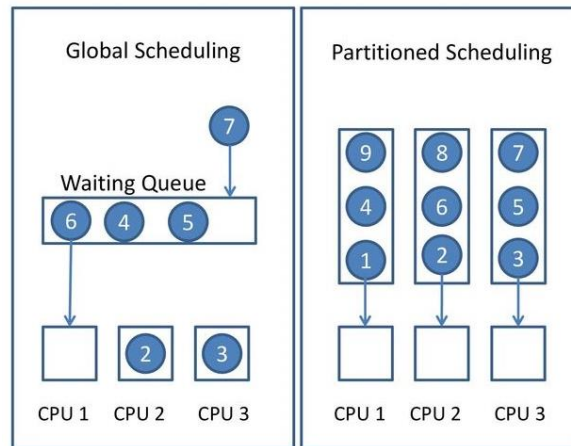 Global Scheduling
7
Waiting Queue
6 4 5
2 3
CPU 1 CPU 2 CPU 3
Partitioned Scheduling
9 8 7
4 6 5
1 2 3
CPU 1 CPU 2 CPU 3